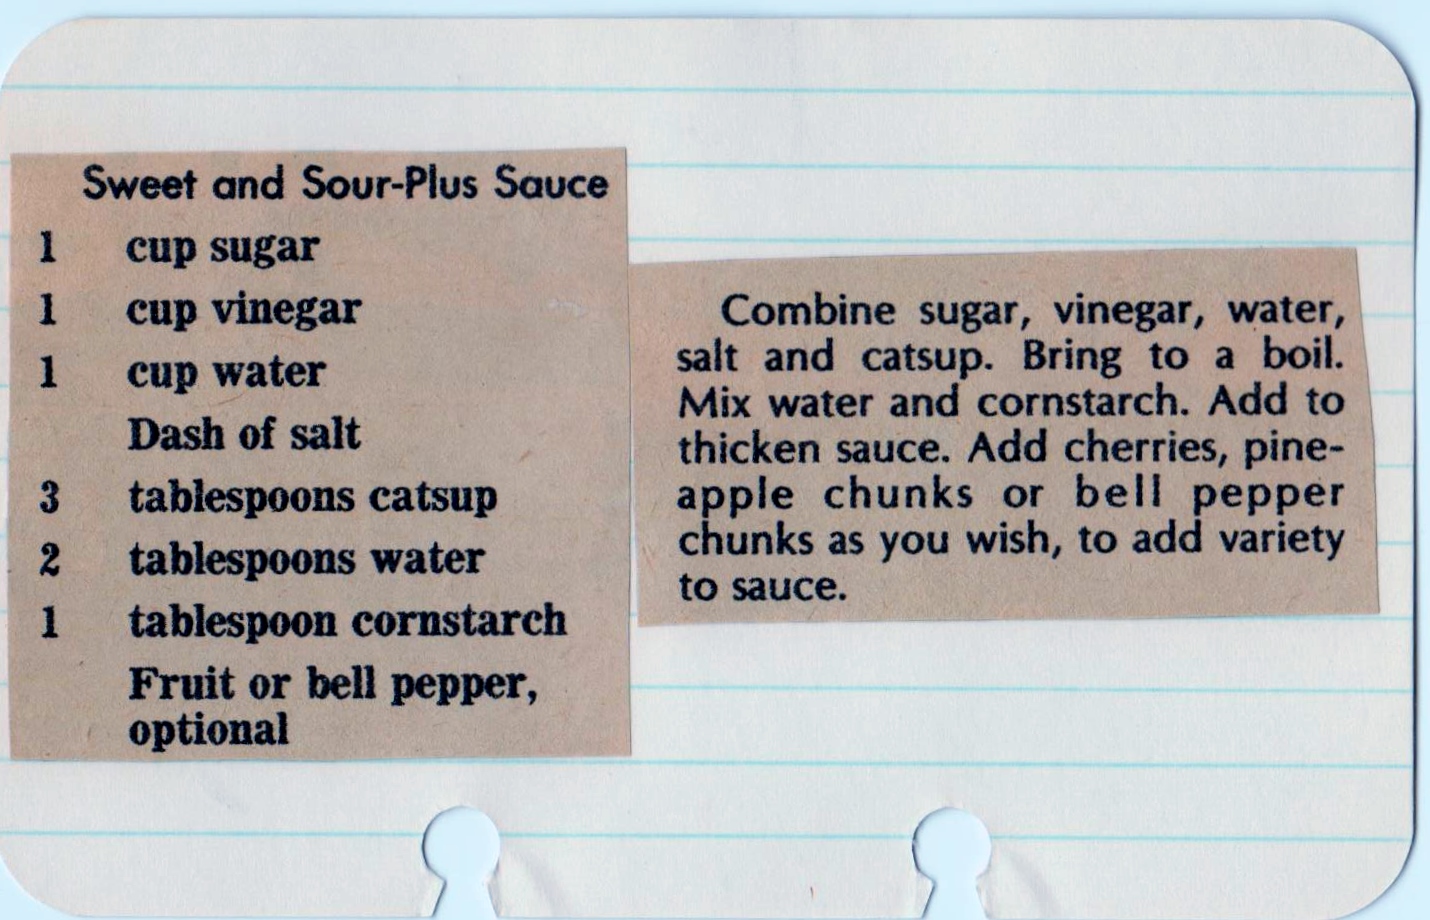 Sweet and Sour-Plus Sauce
1 cup sugar
1 cup vinegar
1 cup water
Dash of salt
3 tablespoons catsup
2 tablespoons water
1 tablespoon cornstarch
Fruit or bell pepper,
optional
Combine sugar, vinegar, water,
salt and catsup. Bring to a boil.
Mix water and cornstarch. Add to
thicken sauce. Add cherries, pine-
apple chunks or bell pepper
chunks as you wish, to add variety
to sauce.